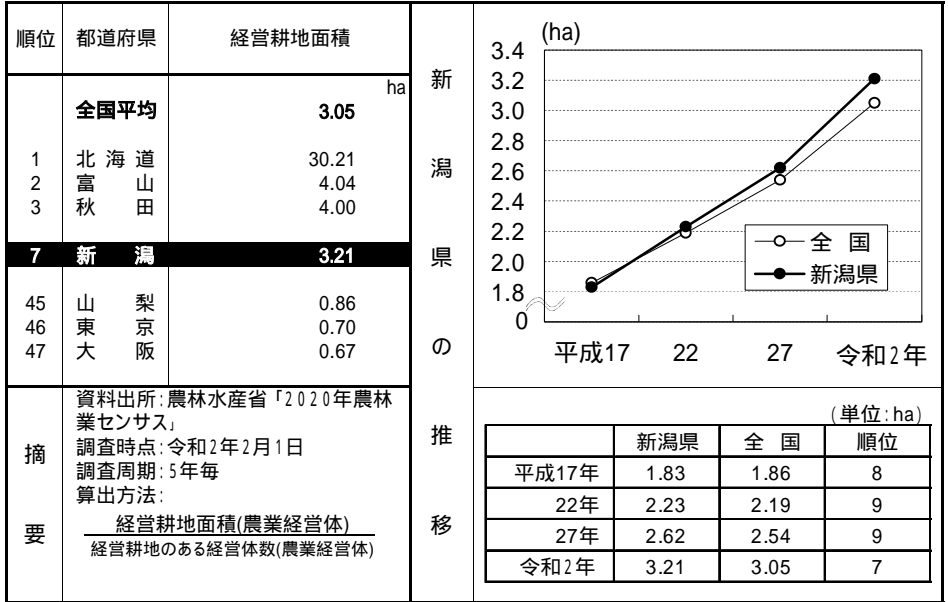 順位 都道府県 経営耕地面積
ha
全国平均 3.05
1 北海道 30.21
2 富山 4.04
3 秋田 4.00
7 新潟 3.21
45 山梨 0.86
46 東京 0.70
47 大阪 0.67
摘要
資料出所:農林水産省「2020年農林
業センサス」
調査時点:令和2年2月1日
調査周期:5年毎
算出方法:
経営耕地面積(農業経営体)
経営耕地のある経営体数(農業経営体)
新潟県の推移
(ha)
3.4
3.2
3.0
2.8
2.6
2.4
2.2
2.0
1.8
0
全国
新潟県
平成17 22 27 令和2年
(単位:ha)
新潟県 全国 順位
平成17年 1.83 1.86 8
22年 2.23 2.19 9
27年 2.62 2.54 9
令和2年 3.21 3.05 7